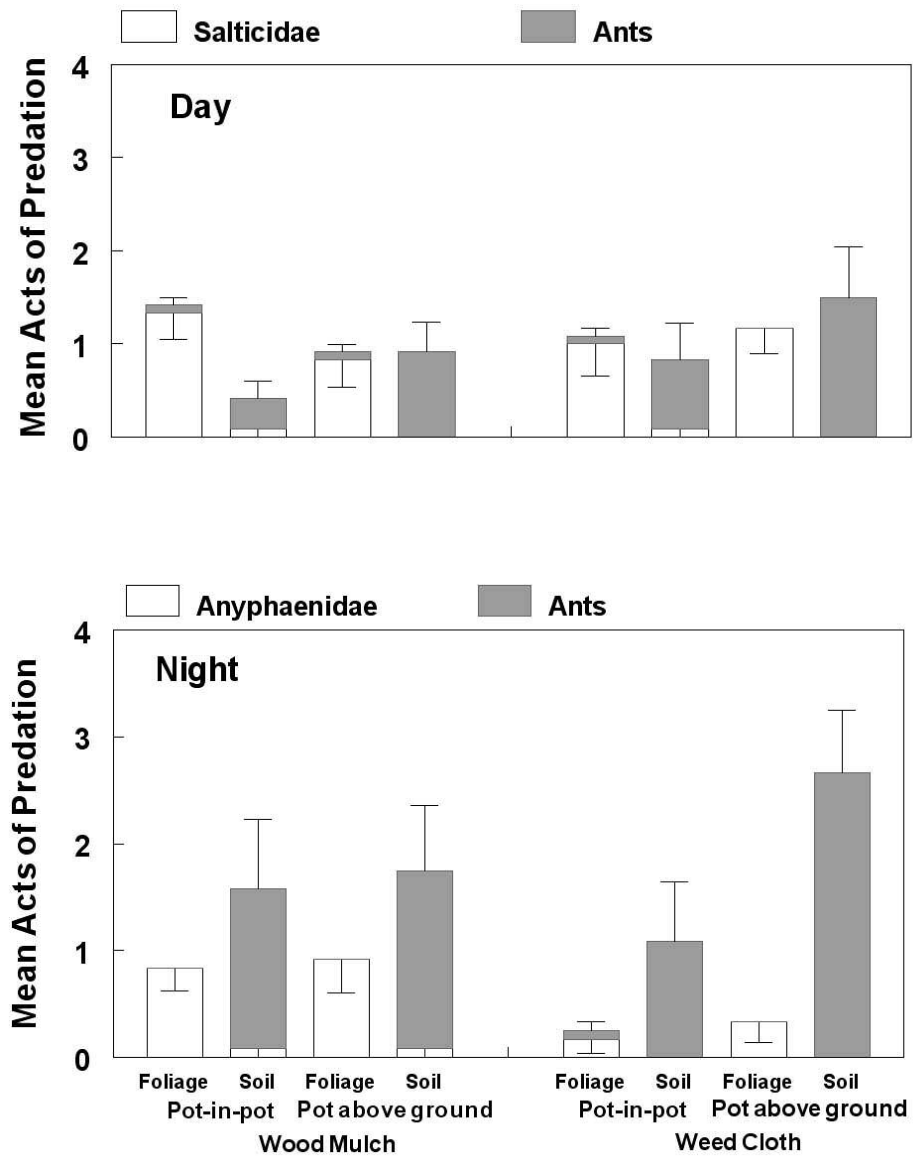 Salticidae Ants
Day
Mean Acts of Predation
4
3
2
1
0
Anyphaenidae Ants
Night
Mean Acts of Predation
4
3
2
1
0
Foliage Soil Foliage Soil Foliage Soil Foliage Soil
Pot-in-pot Pot above ground Pot-in-pot Pot above ground
Wood Mulch Weed Cloth